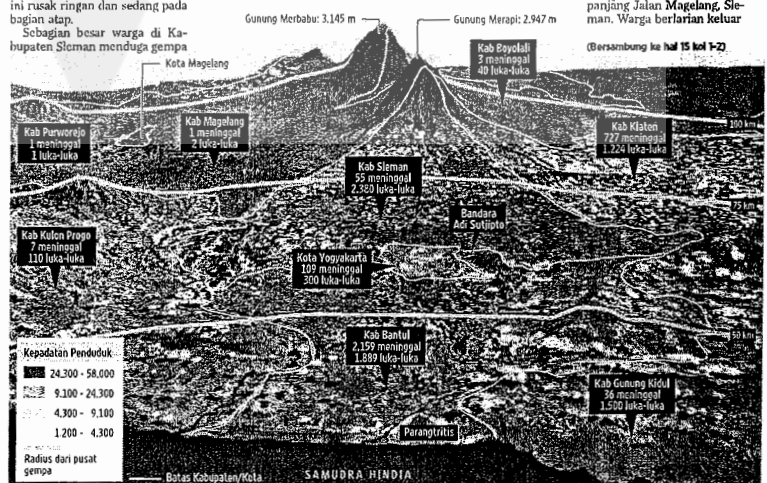 ini rusak ringan dan sedang pada
bagian atap.
Sebagian besar warga di Ka-
bupaten Sleman menduga gempa
panjang Jalan Magelang, Sle-
man. Warga berlarian keluar
(Bersambung ke hal 15 kol 1-2)
Gunung Merbabu: 3.145 m
Gunung Merapi: 2.947 m
Kota Magelang
Kab Boyolali
3 meninggal
40 luka-luka
Kab Purworejo
1 meninggal
1 luka-luka
Kab Magelang
1 meninggal
2 luka-luka
Kab Klaten
727 meninggal
1.224 luka-luka
100 km
Kab Sleman
55 meninggal
2.380 luka-luka
75 km
Kab Kulon Progo
7 meninggal
110 luka-luka
Bandara
Adi Sutjipto
Kota Yogyakarta
109 meninggal
300 luka-luka
50 km
Kab Bantul
2,159 meninggal
1.889 luka-luka
Kab Gunung Kidul
36 meninggal
1.500 luka-luka
Parangtritis
Kepadatan Penduduk
24.300 - 58,000
9.100 - 24.300
4.300 - 9,100
1.200 - 4.300
Radius dari pusat
gempa
Batas Kabupaten/Kota
SAMUDRA HINDIA